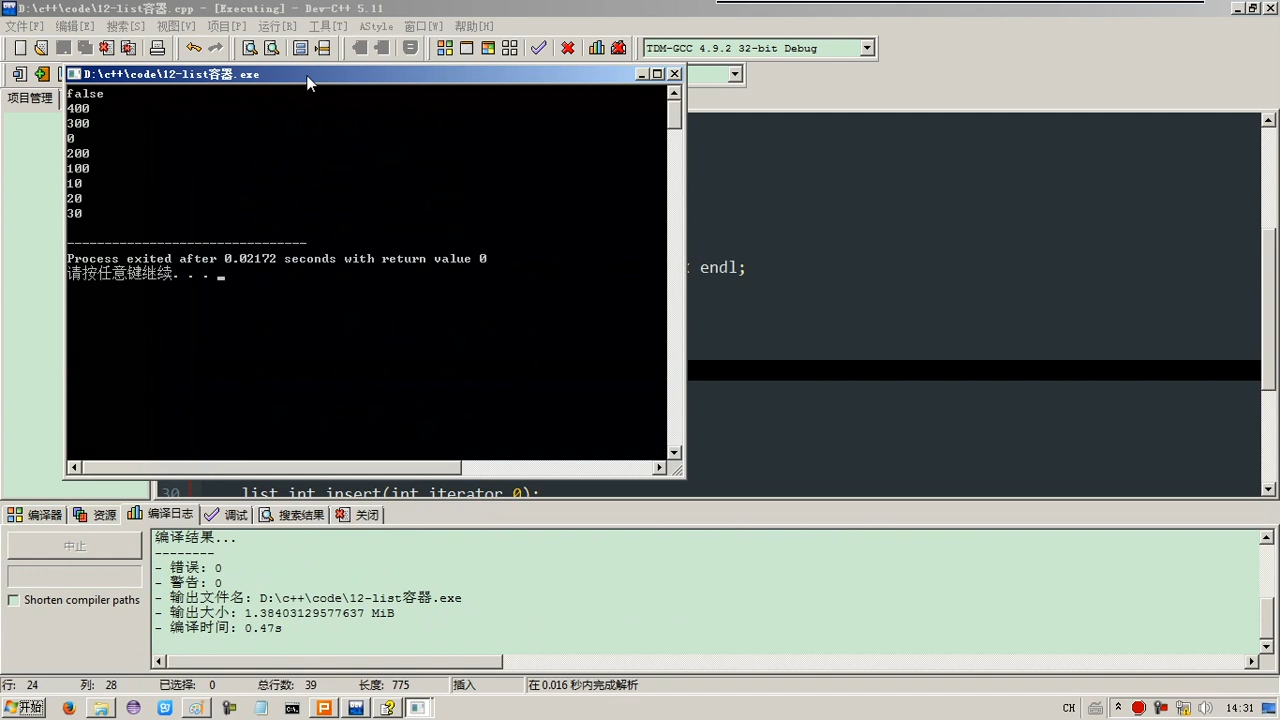 D:\c++\code\12-list容器.cpp - [Executing] - Dev-C++ 5.11
文件[F] 编辑[E] 搜索[S] 视图[V] 项目[P] 运行[R] 工具[T] AStyle 窗口[W] 帮助[H]
TDM-GCC 4.9.2 32-bit Debug
D:\c++\code\12-list容器.exe
项目管理
false
400
300
0
200
100
10
20
30
--------------------------------
Process exited after 0.02172 seconds with return value 0
请按任意键继续. . .
endl;
30 list_int.insert(int_iterator,0);
编译器 资源 编译日志 调试 搜索结果 关闭
中止
Shorten compiler paths
编译结果...
--------
- 错误: 0
- 警告: 0
- 输出文件名: D:\c++\code\12-list容器.exe
- 输出大小: 1.38403129577637 MiB
- 编译时间: 0.47s
行: 24 列: 28 已选择: 0 总行数: 39 长度: 775 插入 在 0.016 秒内完成解析
开始 CH 14:31